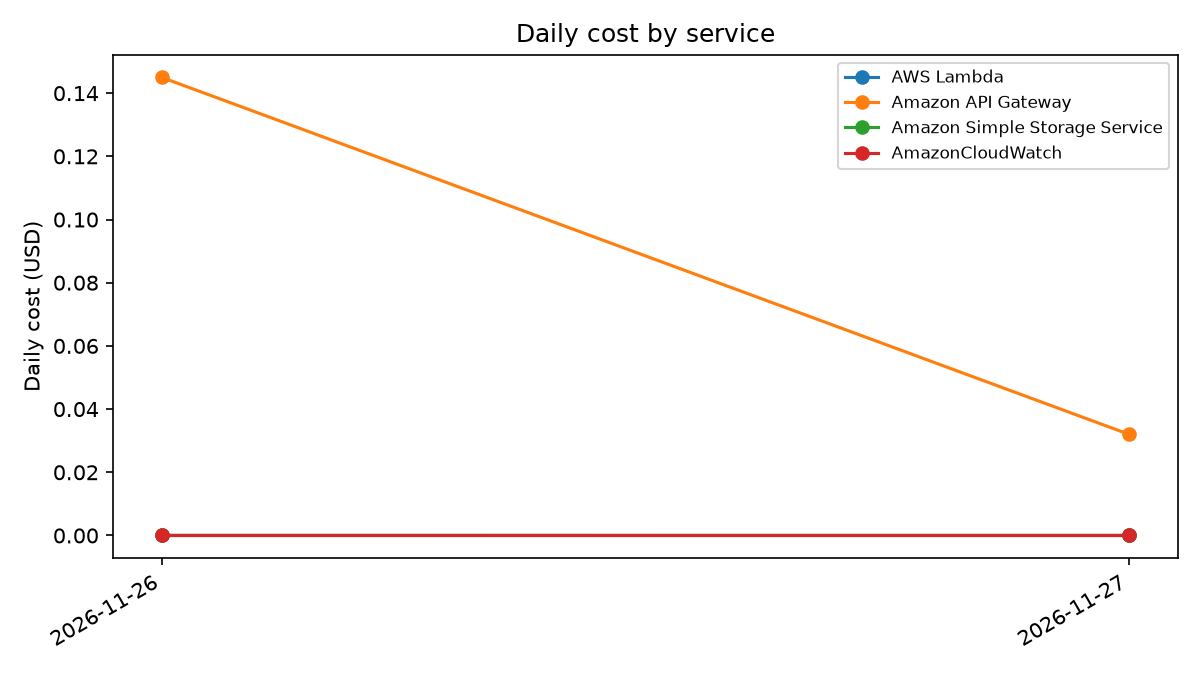 Daily cost by service
AWS Lambda
Amazon API Gateway
Amazon Simple Storage Service
AmazonCloudWatch
Daily cost (USD)
0.14
0.12
0.10
0.08
0.06
0.04
0.02
0.00
2026-11-26
2026-11-27